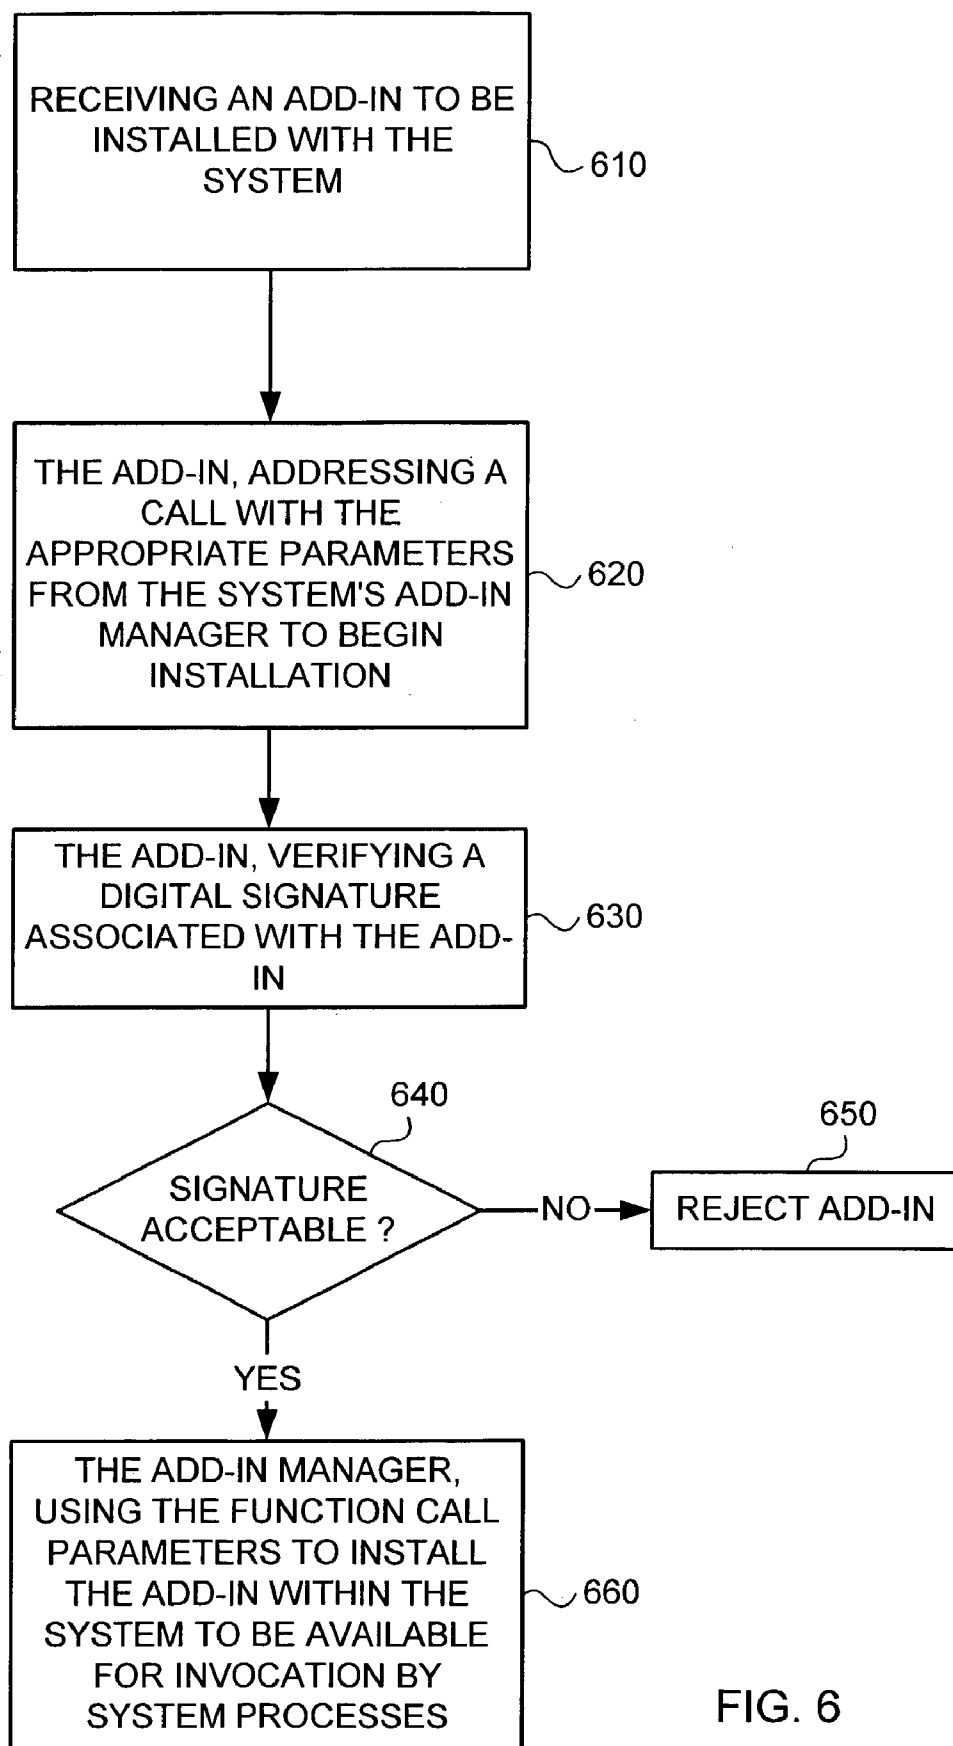 RECEIVING AN ADD-IN TO BE
INSTALLED WITH THE
SYSTEM
610
THE ADD-IN, ADDRESSING A
CALL WITH THE
APPROPRIATE PARAMETERS
FROM THE SYSTEM'S ADD-IN
MANAGER TO BEGIN
INSTALLATION
620
THE ADD-IN, VERIFYING A
DIGITAL SIGNATURE
ASSOCIATED WITH THE ADD-
IN
630
640
SIGNATURE
ACCEPTABLE ?
NO
650
REJECT ADD-IN
YES
THE ADD-IN MANAGER,
USING THE FUNCTION CALL
PARAMETERS TO INSTALL
THE ADD-IN WITHIN THE
SYSTEM TO BE AVAILABLE
FOR INVOCATION BY
SYSTEM PROCESSES
660
FIG. 6